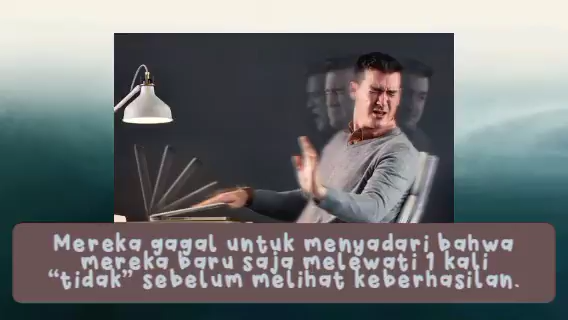 Mereka gagal untuk menyadari bahwa
mereka baru saja melewati 1 kali
“tidak” sebelum melihat keberhasilan.